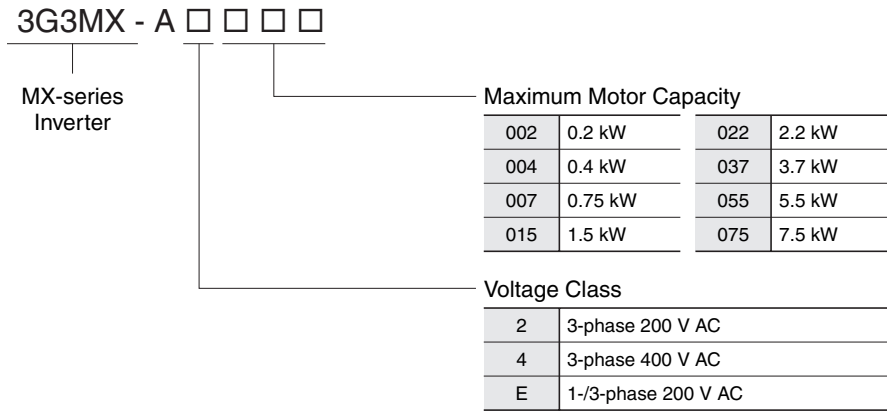 3G3MX - A □ □ □ □
MX-series
Inverter
Maximum Motor Capacity
002 0.2 kW 022 2.2 kW
004 0.4 kW 037 3.7 kW
007 0.75 kW 055 5.5 kW
015 1.5 kW 075 7.5 kW
Voltage Class
2 3-phase 200 V AC
4 3-phase 400 V AC
E 1-/3-phase 200 V AC